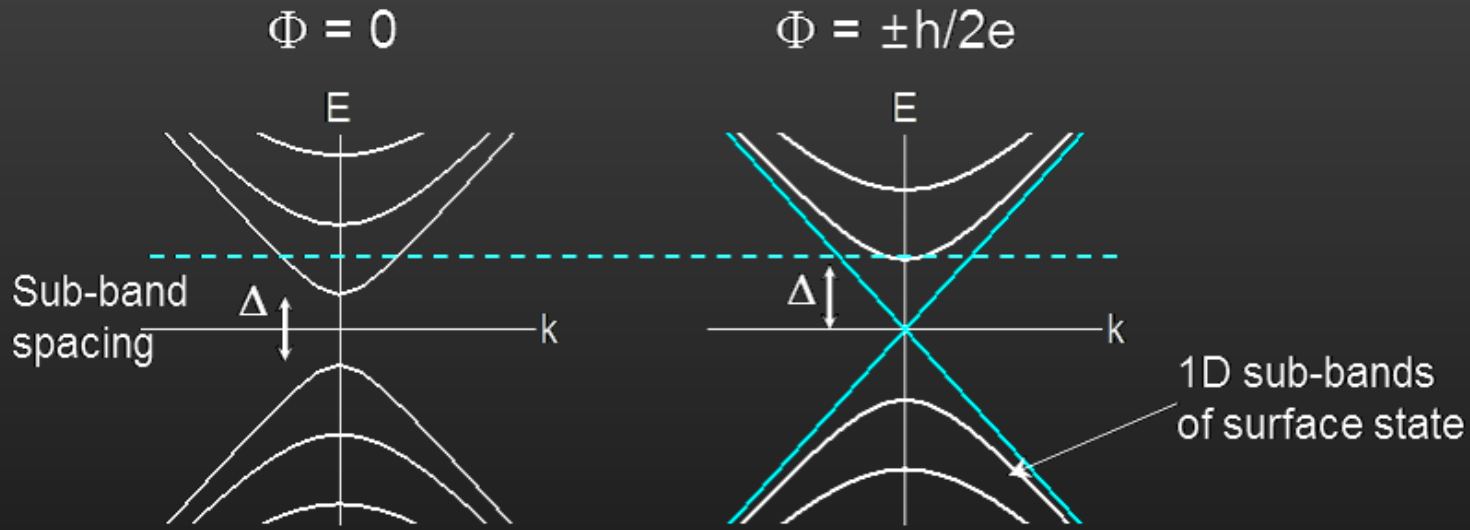 Φ = 0
Φ = ±h/2e
E
E
Sub-band
spacing
Δ
k
Δ
k
1D sub-bands
of surface state